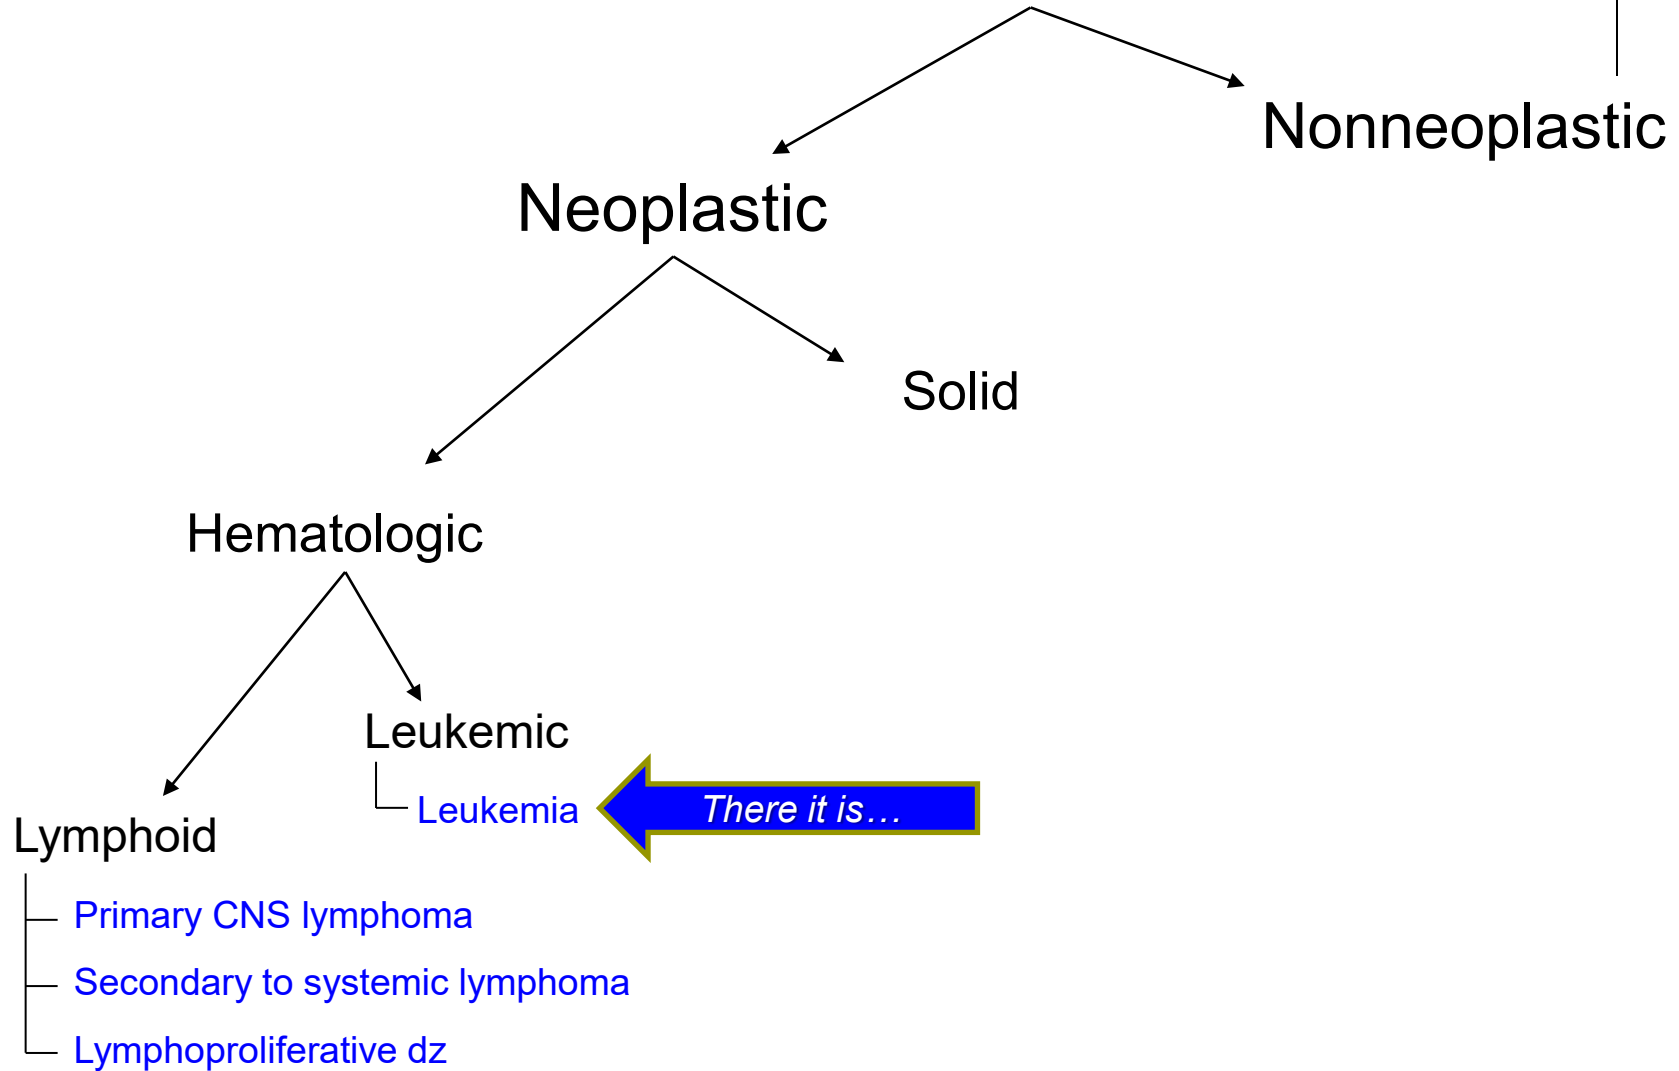 Nonneoplastic
Neoplastic
Solid
Hematologic
Leukemic
Leukemia
There it is…
Lymphoid
Primary CNS lymphoma
Secondary to systemic lymphoma
Lymphoproliferative dz